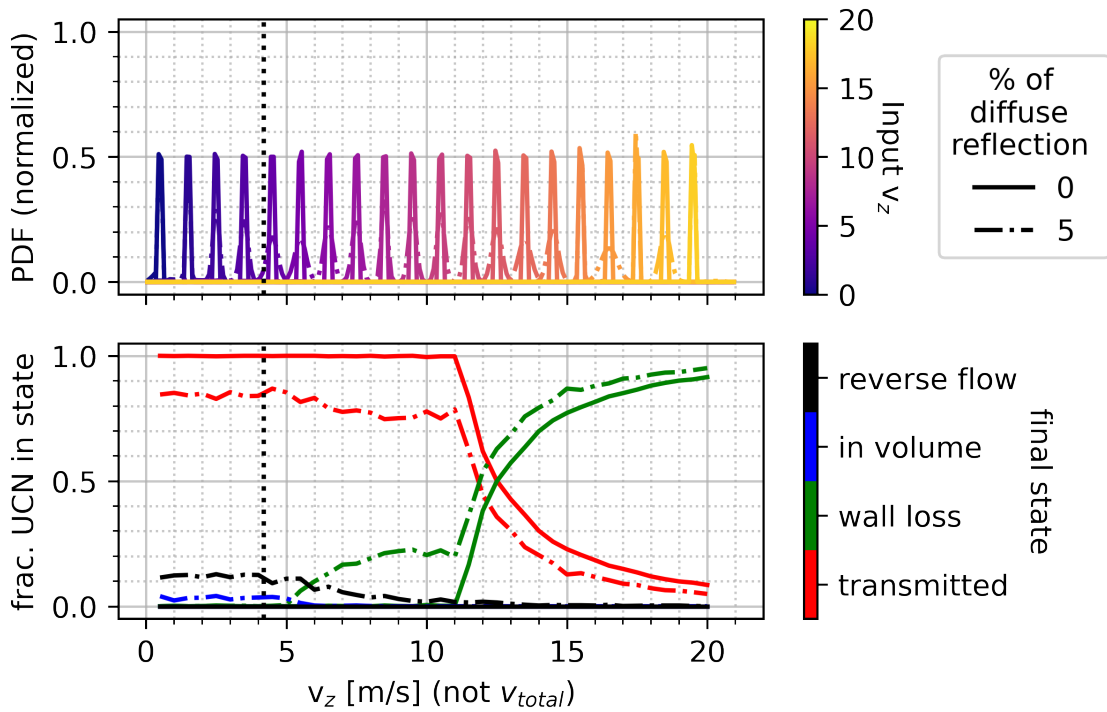 1.0
0.5
0.0
PDF (normalized)
20
15
10
5
0
Input v_z
% of
diffuse
reflection
0
5
1.0
0.5
0.0
frac. UCN in state
0 5 10 15 20
v_z [m/s] (not v_total)
reverse flow
in volume
wall loss
transmitted
final state